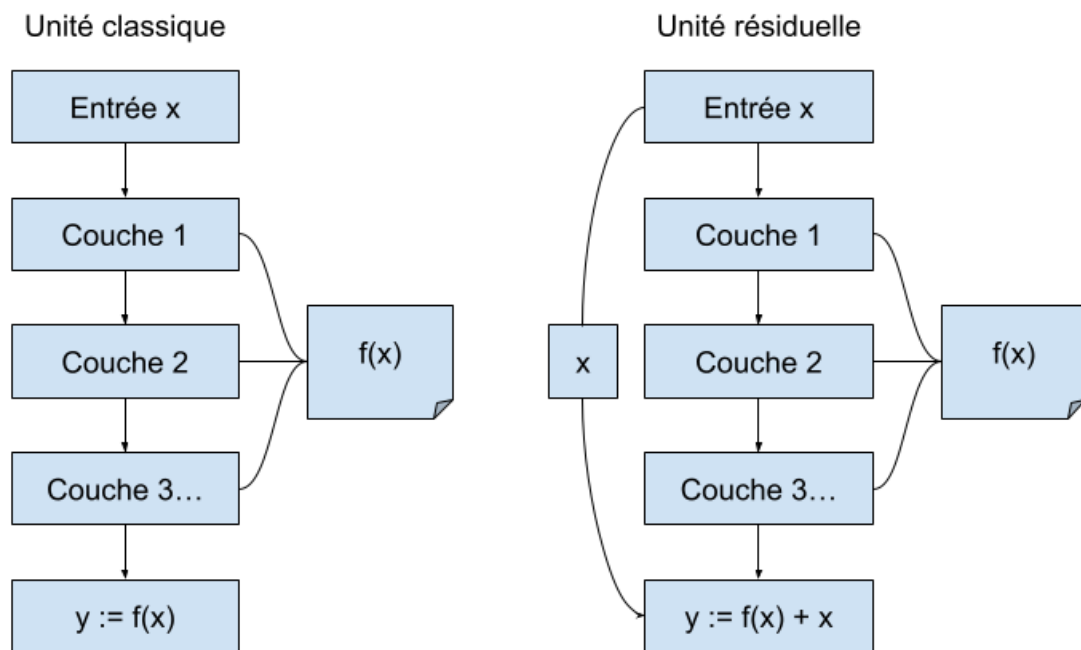 Unité classique
Entrée x
Couche 1
Couche 2
f(x)
Couche 3…
y := f(x)
Unité résiduelle
Entrée x
Couche 1
x
Couche 2
f(x)
Couche 3…
y := f(x) + x